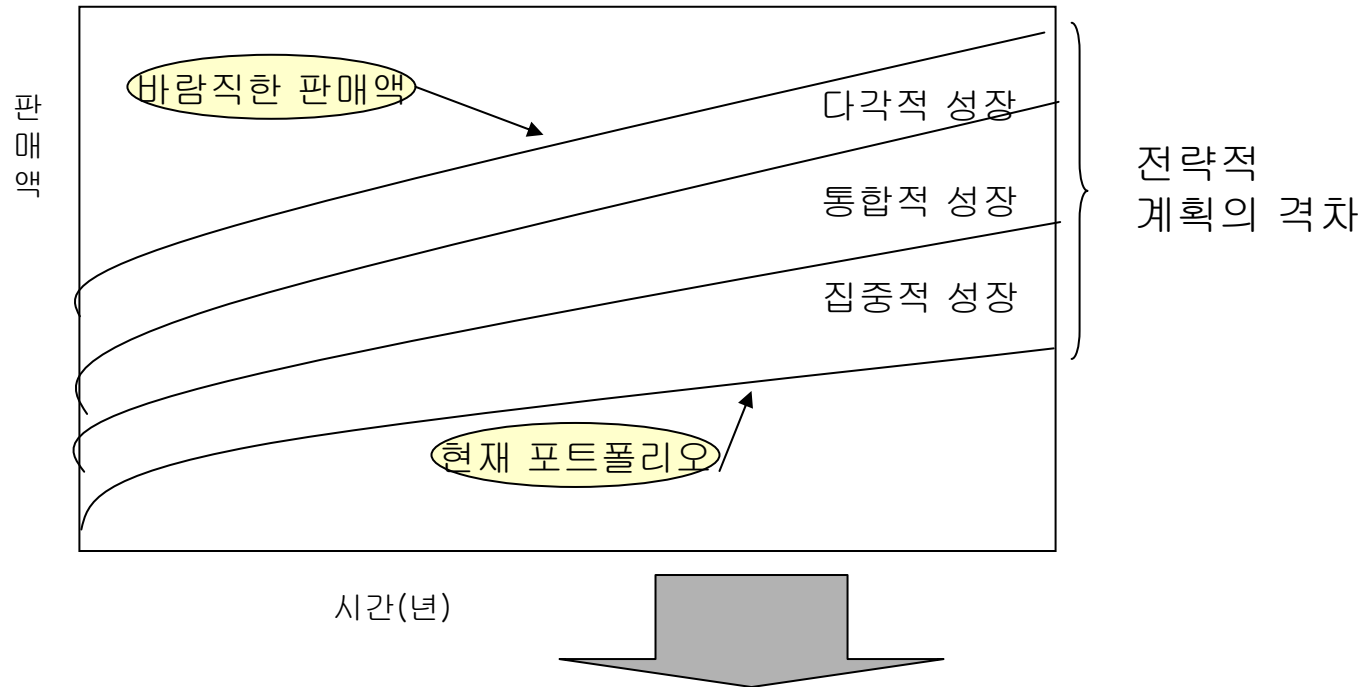 바람직한 판매액
판매액
다각적 성장
통합적 성장
집중적 성장
전략적
계획의 격차
현재 포트폴리오
시간(년)